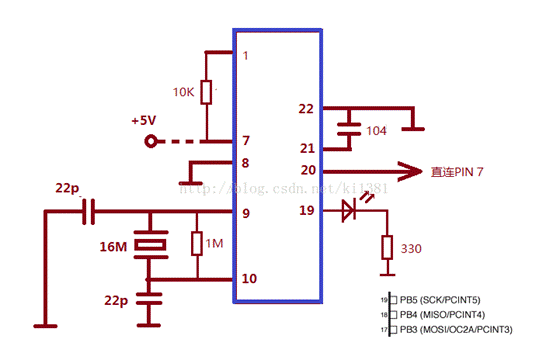 1
10K
22
+5V
104
7
21
8
20
直连PIN 7
http://blog.csdn.net/ki1381
22p
9
19
16M
1M
330
10
22p
19 PB5 (SCK/PCINT5)
18 PB4 (MISO/PCINT4)
17 PB3 (MOSI/OC2A/PCINT3)